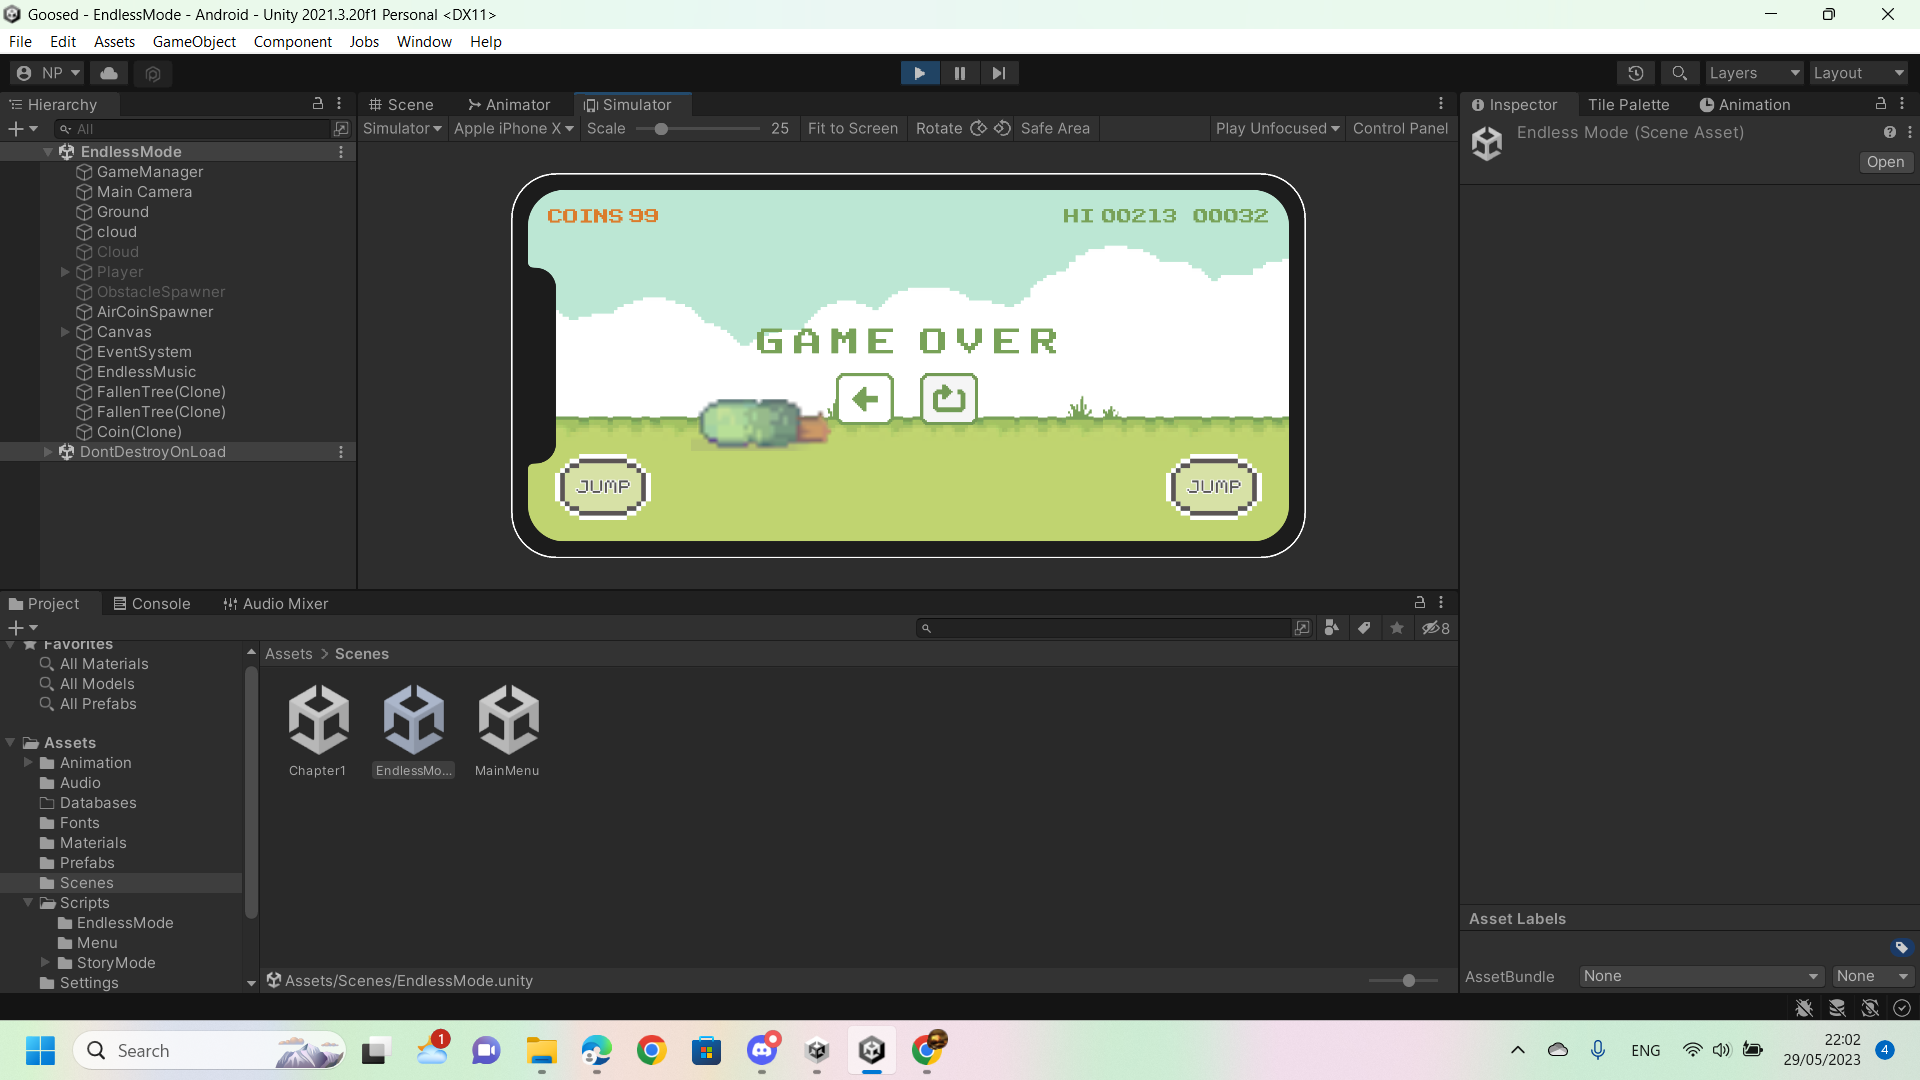 Goosed - EndlessMode - Android - Unity 2021.3.20f1 Personal <DX11>
File Edit Assets GameObject Component Jobs Window Help
NP
Layers Layout
Hierarchy
Scene Animator Simulator
Inspector Tile Palette Animation
All
Simulator Apple iPhone X Scale 25 Fit to Screen Rotate Safe Area Play Unfocused Control Panel
Endless Mode (Scene Asset)
Open
EndlessMode
GameManager
Main Camera
Ground
cloud
Cloud
Player
ObstacleSpawner
AirCoinSpawner
Canvas
EventSystem
EndlessMusic
FallenTree(Clone)
FallenTree(Clone)
Coin(Clone)
DontDestroyOnLoad
COINS 99
HI 00213 00032
GAME OVER
JUMP
JUMP
Project Console Audio Mixer
8
Favorites
All Materials
All Models
All Prefabs
Assets
Animation
Audio
Databases
Fonts
Materials
Prefabs
Scenes
Scripts
EndlessMode
Menu
StoryMode
Settings
Assets > Scenes
Chapter1
EndlessMo...
MainMenu
Assets/Scenes/EndlessMode.unity
Asset Labels
AssetBundle None None
Search
1
ENG
22:02
29/05/2023
4